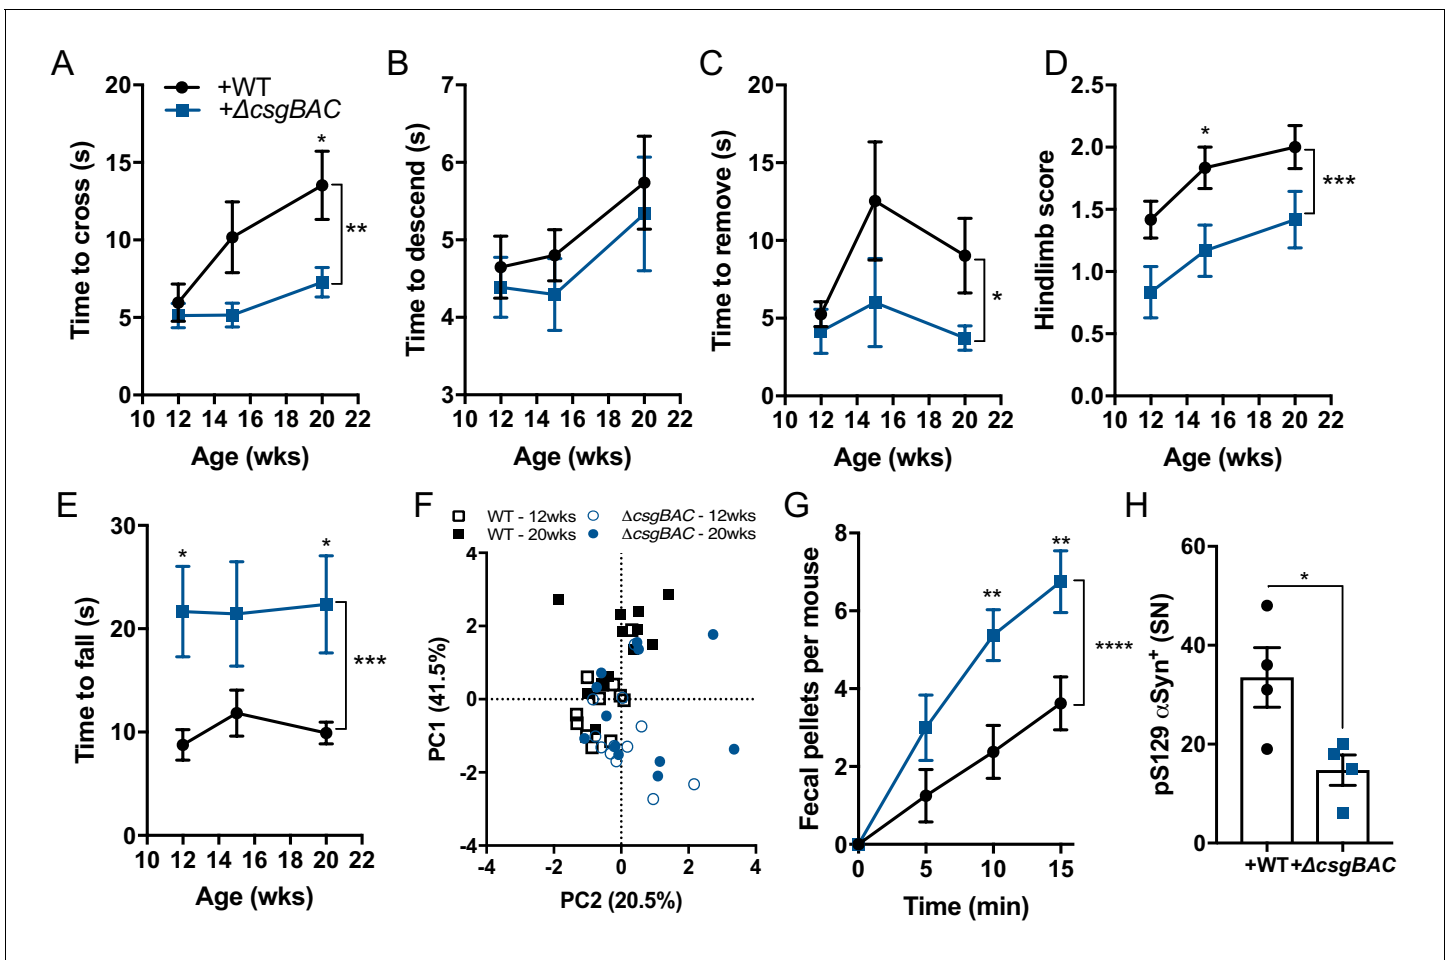 A
+WT
+ΔcsgBAC
Time to cross (s)
20
15
10
5
0
*
**
10 12 14 16 18 20 22
Age (wks)
B
Time to descend (s)
7
6
5
4
3
10 12 14 16 18 20 22
Age (wks)
C
Time to remove (s)
20
15
10
5
0
*
10 12 14 16 18 20 22
Age (wks)
D
Hindlimb score
2.5
2.0
1.5
1.0
0.5
0.0
*
***
10 12 14 16 18 20 22
Age (wks)
E
Time to fall (s)
30
20
10
0
*
*
***
10 12 14 16 18 20 22
Age (wks)
F
WT - 12wks
ΔcsgBAC - 12wks
WT - 20wks
ΔcsgBAC - 20wks
PC1 (41.5%)
4
2
0
-2
-4
-4 -2 0 2 4
PC2 (20.5%)
G
Fecal pellets per mouse
8
6
4
2
0
**
**
****
0 5 10 15
Time (min)
H
pS129 αSyn+ (SN)
60
40
20
0
*
+WT +ΔcsgBAC